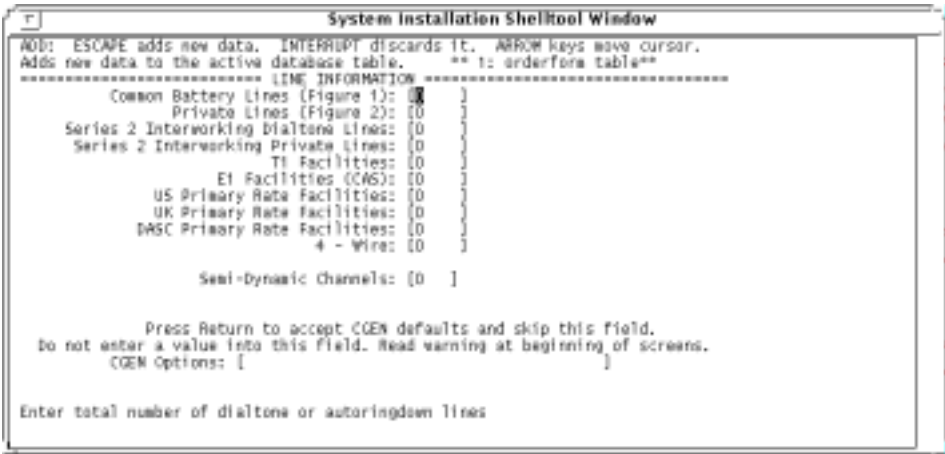 System Installation Shelltool Window
ADD: ESCAPE adds new data. INTERRUPT discards it. ARROW keys move cursor.
Adds new data to the active database table. ** 1: orderform table**
=========================== LINE INFORMATION ==================================
Common Battery Lines (Figure 1): [0 ]
Private Lines (Figure 2): [0 ]
Series 2 Interworking Dialtone Lines: [0 ]
Series 2 Interworking Private Lines: [0 ]
T1 Facilities: [0 ]
E1 Facilities (CAS): [0 ]
US Primary Rate Facilities: [0 ]
UK Primary Rate Facilities: [0 ]
DASC Primary Rate Facilities: [0 ]
4 - Wire: [0 ]
Semi-Dynamic Channels: [0 ]
Press Return to accept CGEN defaults and skip this field.
Do not enter a value into this field. Read warning at beginning of screens.
CGEN Options: [ ]
Enter total number of dialtone or autoringdown lines